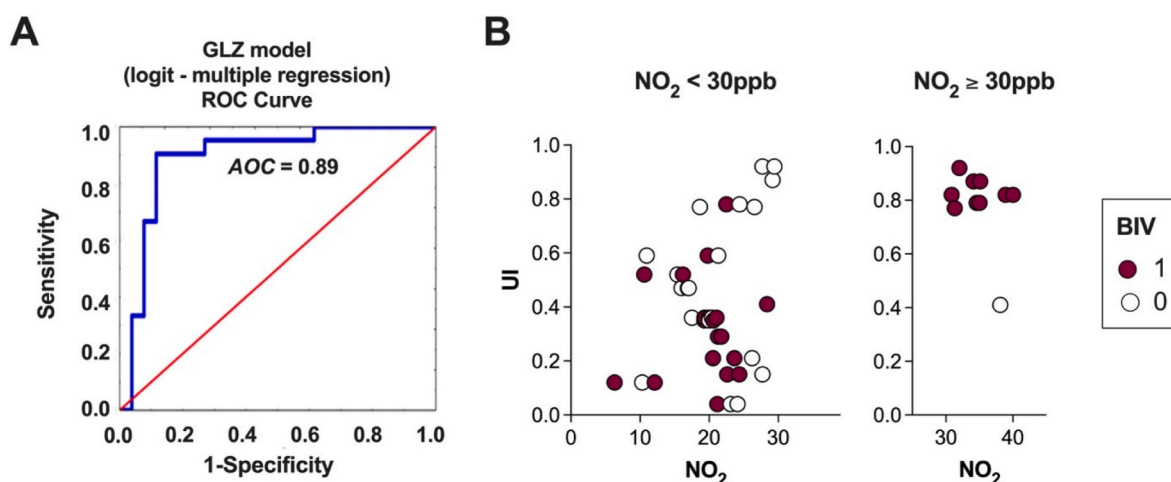 A
GLZ model
(logit - multiple regression)
ROC Curve
1.0
0.8
0.6
0.4
0.2
0.0
Sensitivity
AOC = 0.89
0.0 0.2 0.4 0.6 0.8 1.0
1-Specificity
B
NO₂ < 30ppb
1.0
0.8
0.6
0.4
0.2
0.0
UI
0 10 20 30
NO₂
NO₂ ≥ 30ppb
1.0
0.8
0.6
0.4
0.2
0.0
30 40
NO₂
BIV
1
0